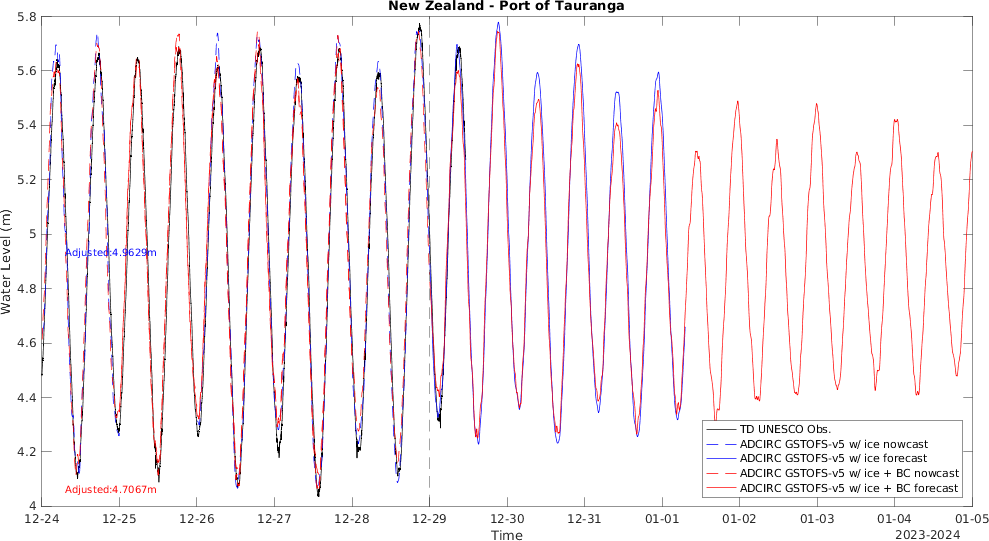 New Zealand - Port of Tauranga
Water Level (m)
5.8
5.6
5.4
5.2
5
4.8
4.6
4.4
4.2
4
Adjusted:4.9629m
Adjusted:4.7067m
TD UNESCO Obs.
ADCIRC GSTOFS-v5 w/ ice nowcast
ADCIRC GSTOFS-v5 w/ ice forecast
ADCIRC GSTOFS-v5 w/ ice + BC nowcast
ADCIRC GSTOFS-v5 w/ ice + BC forecast
12-24 12-25 12-26 12-27 12-28 12-29 12-30 12-31 01-01 01-02 01-03 01-04 01-05
Time
2023-2024